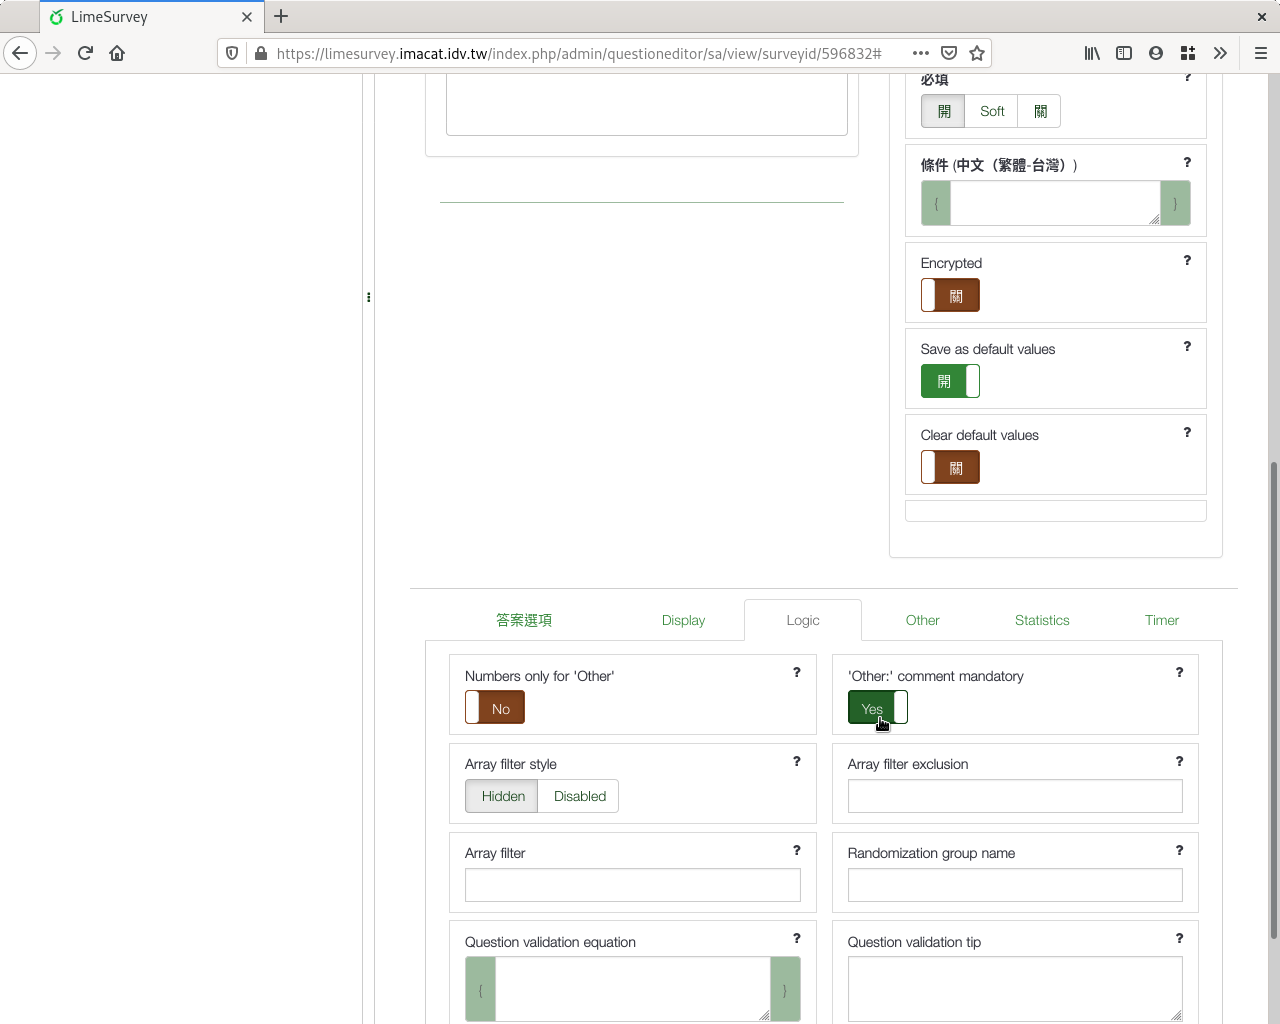 LimeSurvey
https://limesurvey.imacat.idv.tw/index.php/admin/questioneditor/sa/view/surveyid/596832#
必填 ?
開 Soft 關
條件 (中文（繁體-台灣）) ?
{ }
Encrypted ?
關
Save as default values ?
開
Clear default values ?
關
答案選項 Display Logic Other Statistics Timer
Numbers only for 'Other' ? 'Other:' comment mandatory ?
No Yes
Array filter style ? Array filter exclusion ?
Hidden Disabled
Array filter ? Randomization group name ?
Question validation equation ? Question validation tip ?
{ }